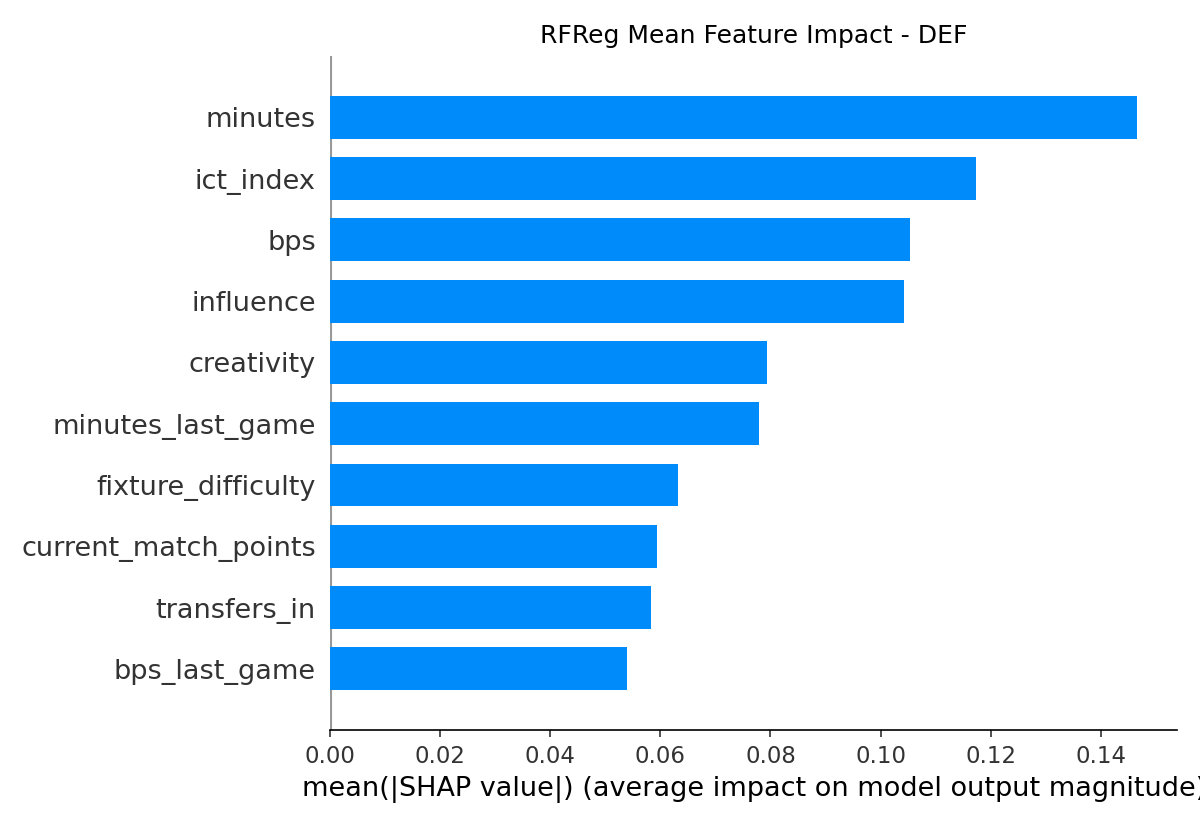 RFReg Mean Feature Impact - DEF
minutes
ict_index
bps
influence
creativity
minutes_last_game
fixture_difficulty
current_match_points
transfers_in
bps_last_game
0.00 0.02 0.04 0.06 0.08 0.10 0.12 0.14
mean(|SHAP value|) (average impact on model output magnitude)